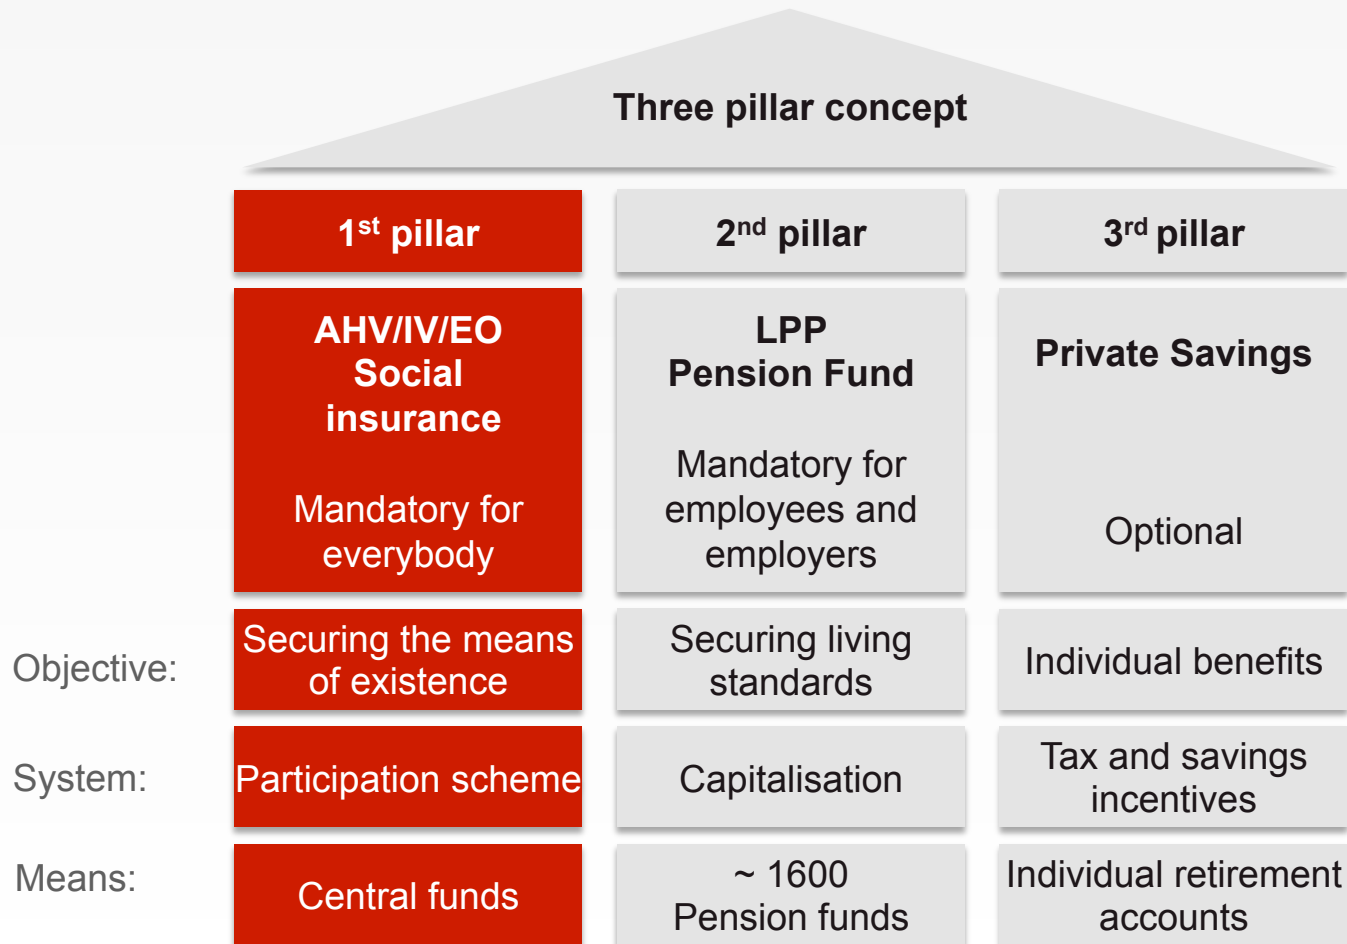 Three pillar concept
1st pillar
2nd pillar
3rd pillar
AHV/IV/EO
Social
insurance
Mandatory for
everybody
LPP
Pension Fund
Mandatory for
employees and
employers
Private Savings
Optional
Objective:
Securing the means
of existence
Securing living
standards
Individual benefits
System:
Participation scheme
Capitalisation
Tax and savings
incentives
Means:
Central funds
~ 1600
Pension funds
Individual retirement
accounts